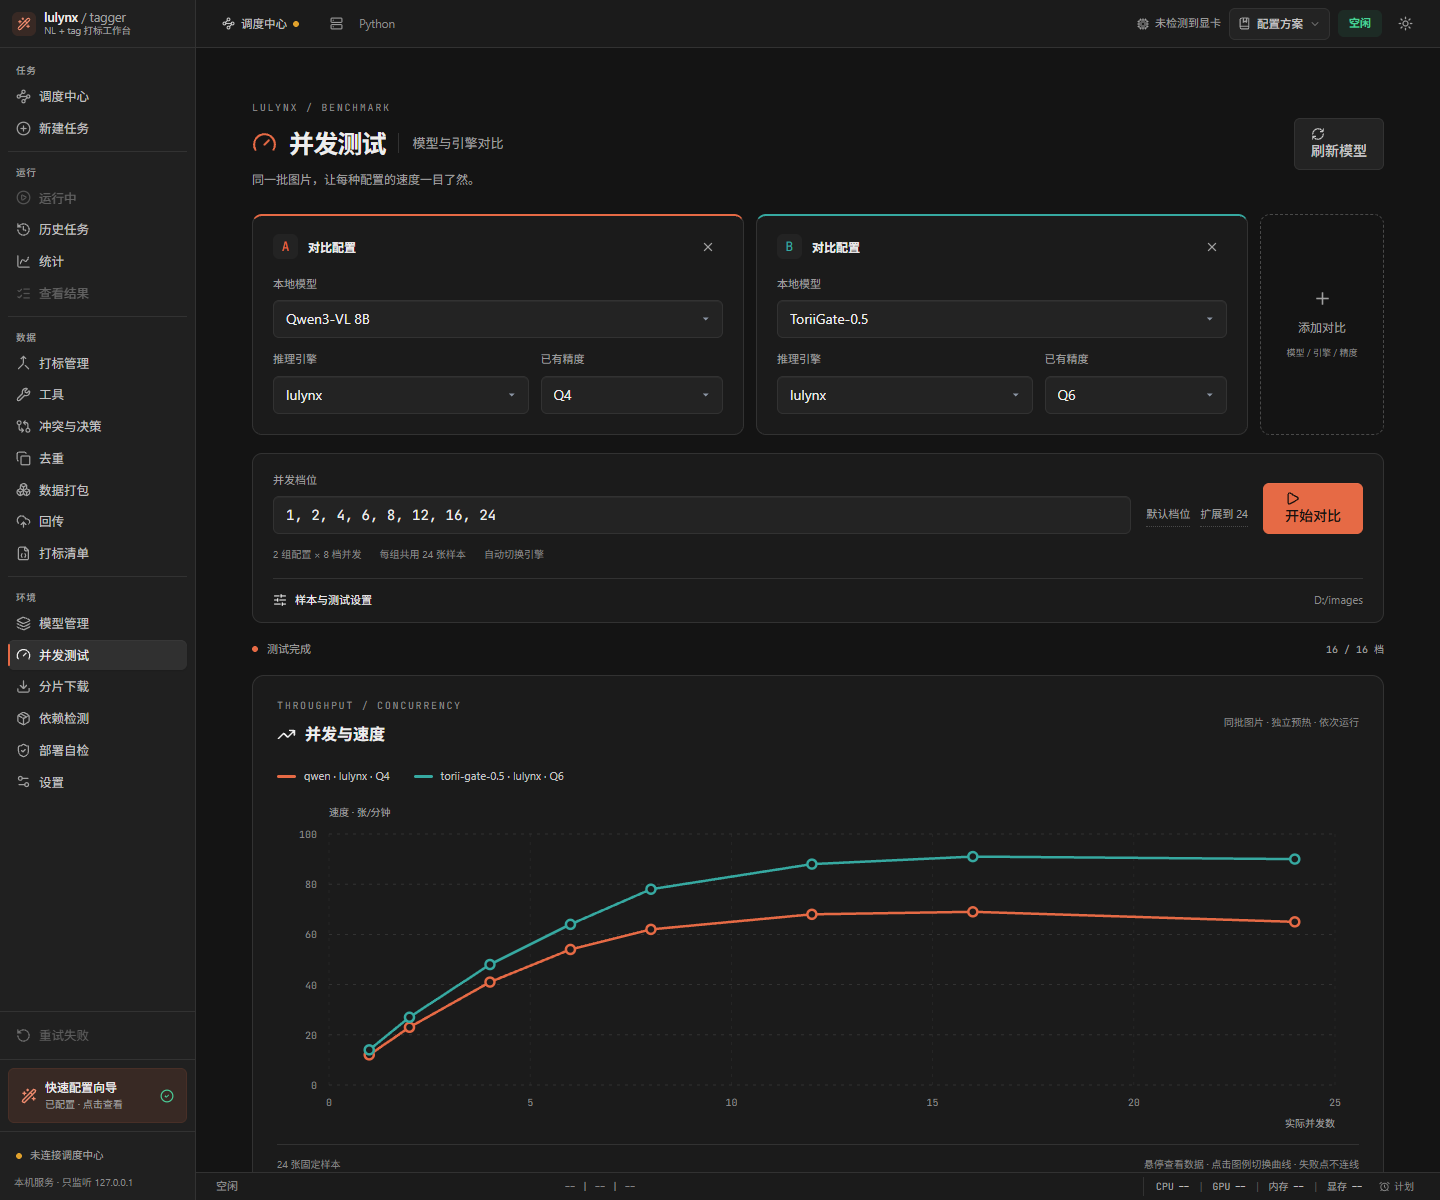 lulynx / tagger
NL + tag 打标工作台
任务
调度中心
新建任务
运行
运行中
历史任务
统计
查看结果
数据
打标管理
工具
冲突与决策
去重
数据打包
回传
打标清单
环境
模型管理
并发测试
分片下载
依赖检测
部署自检
设置
重试失败
快速配置向导
已配置 · 点击查看
未连接调度中心
本机服务 · 只监听 127.0.0.1
调度中心
Python
未检测到显卡
配置方案
空闲
LULYNX / BENCHMARK
并发测试
模型与引擎对比
同一批图片，让每种配置的速度一目了然。
刷新模型
A
对比配置
本地模型
Qwen3-VL 8B
推理引擎
已有精度
lulynx
Q4
B
对比配置
本地模型
ToriiGate-0.5
推理引擎
已有精度
lulynx
Q6
添加对比
模型 / 引擎 / 精度
并发档位
1, 2, 4, 6, 8, 12, 16, 24
默认档位
扩展到 24
开始对比
2 组配置 × 8 档并发
每组共用 24 张样本
自动切换引擎
样本与测试设置
D:/images
测试完成
16 / 16 档
THROUGHPUT / CONCURRENCY
并发与速度
同批图片 · 独立预热 · 依次运行
qwen · lulynx · Q4
torii-gate-0.5 · lulynx · Q6
速度 · 张/分钟
100
80
60
40
20
0
0
5
10
15
20
25
实际并发数
24 张固定样本
悬停查看数据 · 点击图例切换曲线 · 失败点不连线
空闲
-- | -- | --
CPU -- | GPU -- | 内存 -- | 显存 --
计划